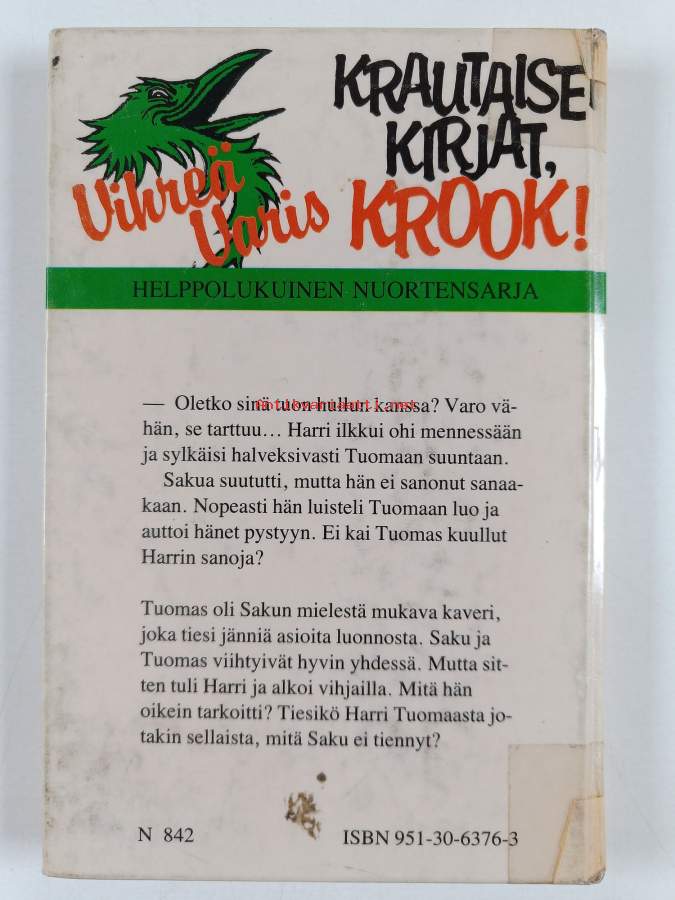 KRAUTAISET
KIRJAT,
Vihreä
Varis
KROOK!
HELPPOLUKUINEN NUORTENSARJA
— Oletko sinä tuon hullun kanssa? Varo vä-
hän, se tarttuu... Harri ilkkui ohi mennessään
ja sylkäisi halveksivasti Tuomaan suuntaan.
Sakua suututti, mutta hän ei sanonut sanaa-
kaan. Nopeasti hän luisteli Tuomaan luo ja
auttoi hänet pystyyn. Ei kai Tuomas kuullut
Harrin sanoja?
Tuomas oli Sakun mielestä mukava kaveri,
joka tiesi jänniä asioita luonnosta. Saku ja
Tuomas viihtyivät hyvin yhdessä. Mutta sit-
ten tuli Harri ja alkoi vihjailla. Mitä hän
oikein tarkoitti? Tiesikö Harri Tuomaasta jo-
takin sellaista, mitä Saku ei tiennyt?
N 842
ISBN 951-30-6376-3